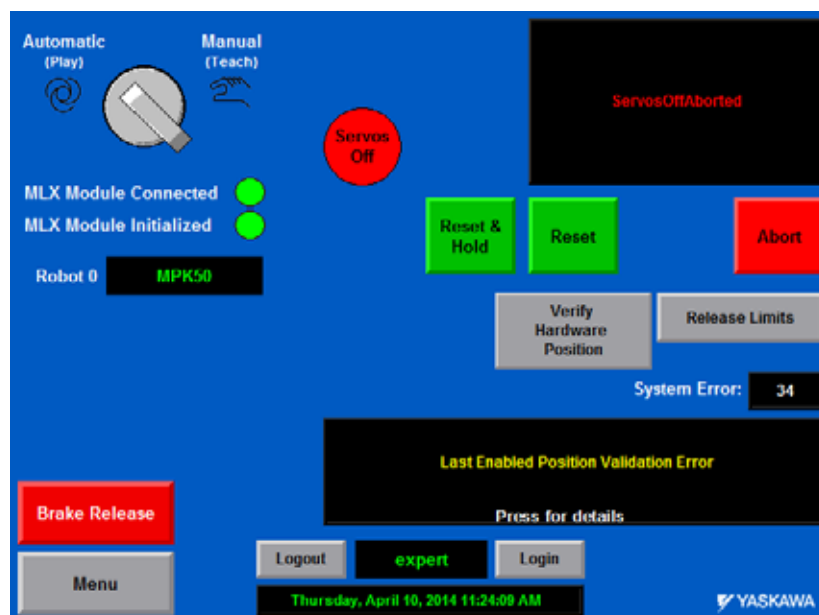 Automatic
(Play)
Manual
(Teach)
ServosOffAborted
Servos
Off
MLX Module Connected
MLX Module Initialized
Reset &
Hold
Reset
Abort
Robot 0
MPK50
Verify
Hardware
Position
Release Limits
System Error:
34
Last Enabled Position Validation Error
Press for details
Brake Release
Menu
Logout
expert
Login
Thursday, April 10, 2014 11:24:09 AM
YASKAWA